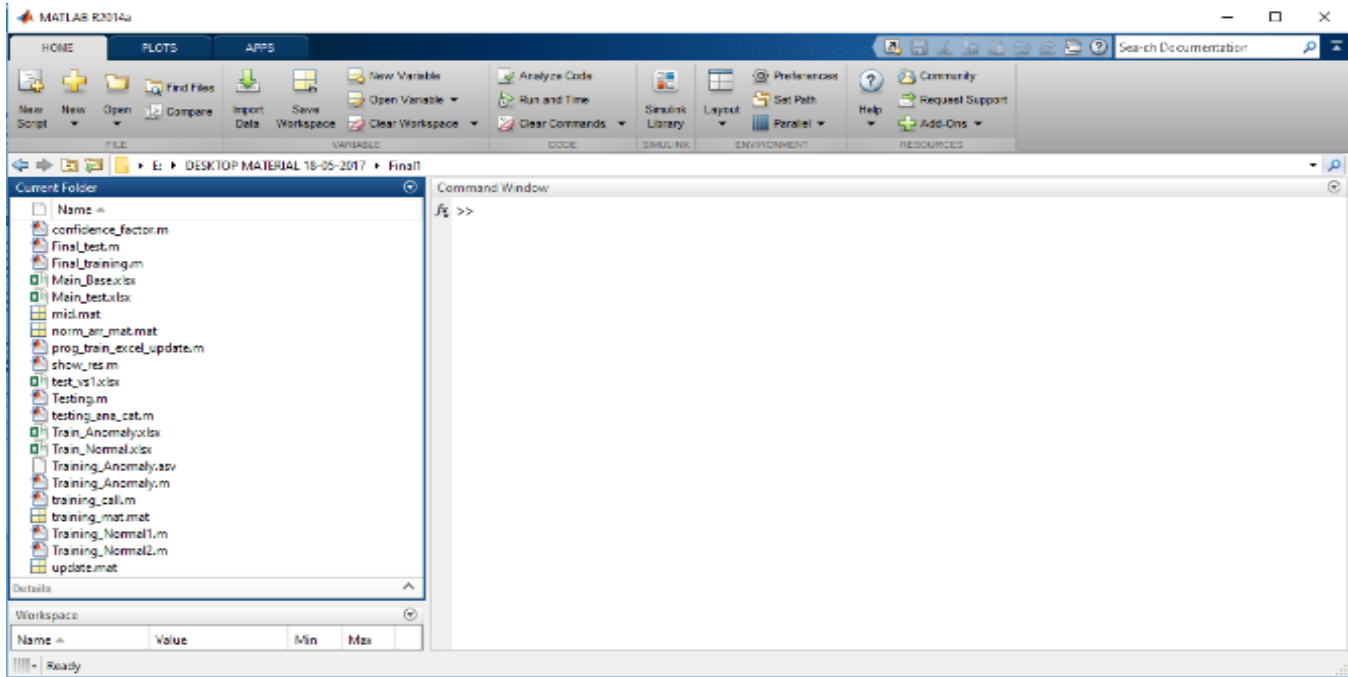 MATLAB R2014a
HOME PLOTS APPS Search Documentation
New Script
New
Open
Find Files
Compare
Import Data
Save Workspace
New Variable
Open Variable
Clear Workspace
Analyze Code
Run and Time
Clear Commands
Simulink Library
Layout
Preferences
Set Path
Parallel
Help
Community
Request Support
Add-Ons
FILE VARIABLE CODE SIMULINK ENVIRONMENT RESOURCES
E: DESKTOP MATERIAL 18-05-2017 Final1
Current Folder
Name
confidence_factor.m
Final_test.m
Final_training.m
Main_Base.xlsx
Main_test.xlsx
mid.mat
norm_arr_mat.mat
prog_train_excel_update.m
show_res.m
test_vs1.xlsx
Testing.m
testing_ana_cat.m
Train_Anomaly.xlsx
Train_Normal.xlsx
Training_Anomaly.asv
Training_Anomaly.m
training_call.m
training_mat.mat
Training_Normal1.m
Training_Normal2.m
update.mat
Details
Workspace
Name Value Min Max
Ready
Command Window
fx >>